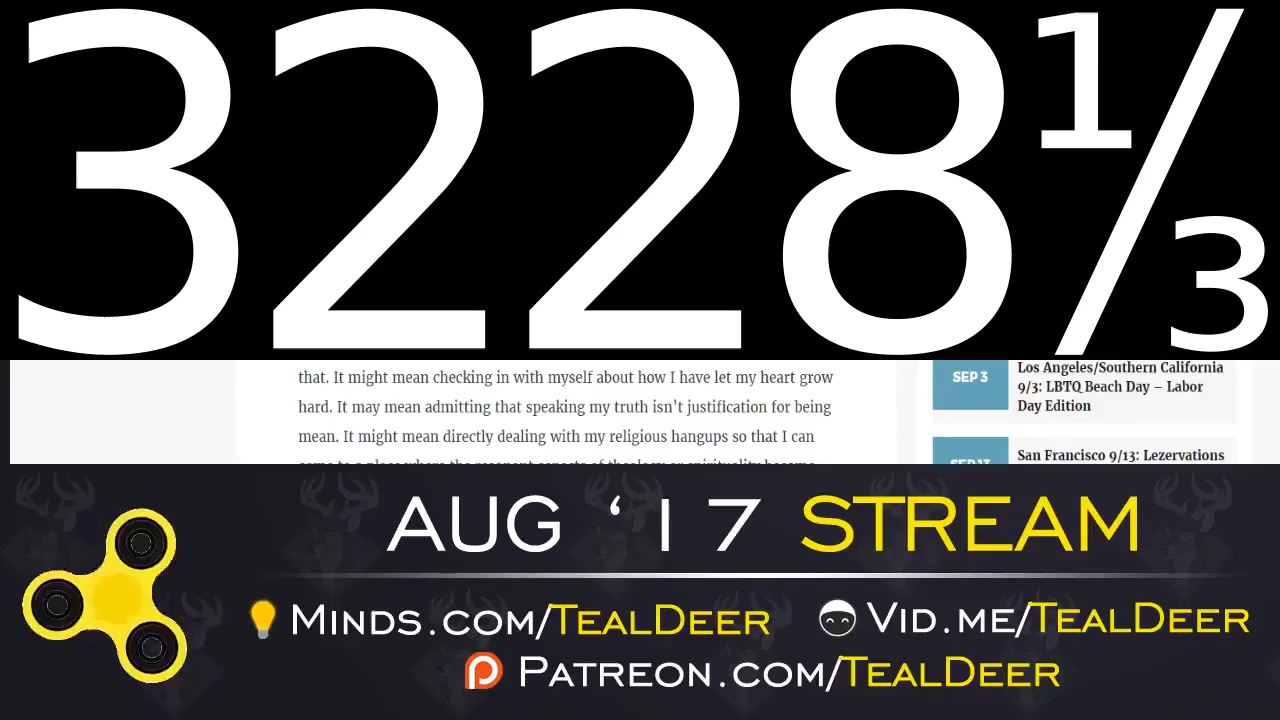 3228⅓
that. It might mean checking in with myself about how I have let my heart grow
hard. It may mean admitting that speaking my truth isn’t justification for being
mean. It might mean directly dealing with my religious hangups so that I can
SEP 3
Los Angeles/Southern California
9/3: LBTQ Beach Day – Labor
Day Edition
SEP 13
San Francisco 9/13: Lezervations
AUG ‘17 STREAM
MINDS.COM/TEALDEER
VID.ME/TEALDEER
PATREON.COM/TEALDEER